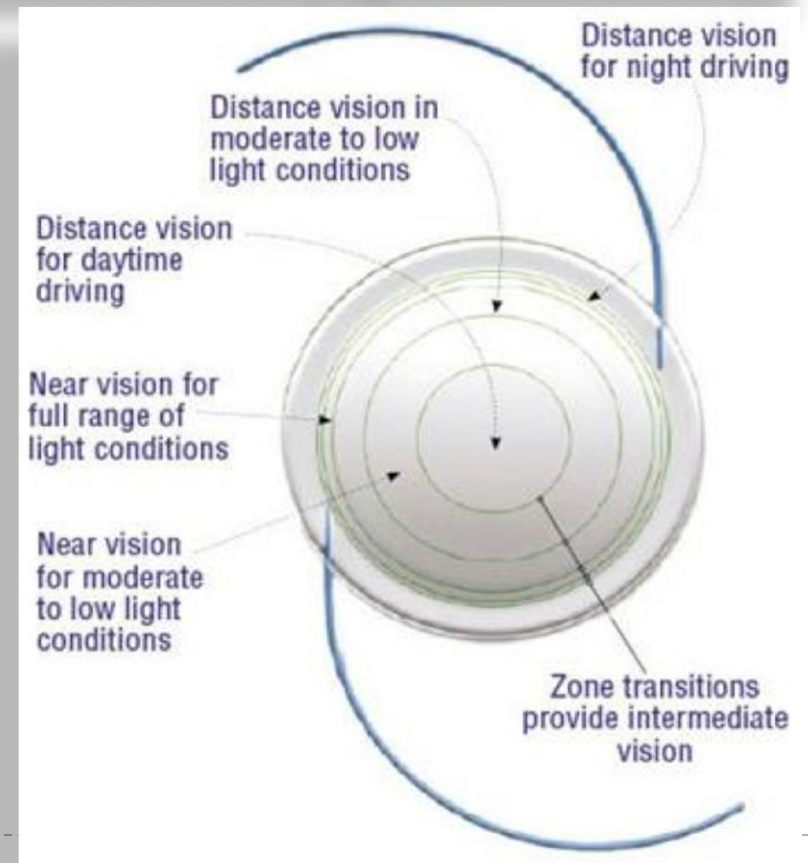 Distance vision
for night driving
Distance vision in
moderate to low
light conditions
Distance vision
for daytime
driving
Near vision for
full range of
light conditions
Near vision
for moderate
to low light
conditions
Zone transitions
provide intermediate
vision